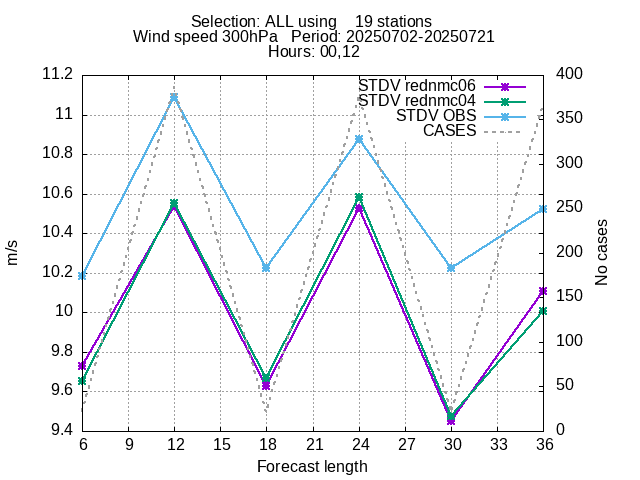 Selection: ALL using    19 stations
Wind speed 300hPa   Period: 20250702-20250721
Hours: 00,12
STDV rednmc06
STDV rednmc04
STDV OBS
CASES
11.2
11
10.8
10.6
10.4
10.2
10
9.8
9.6
9.4
m/s
400
350
300
250
200
150
100
50
0
No cases
6 9 12 15 18 21 24 27 30 33 36
Forecast length